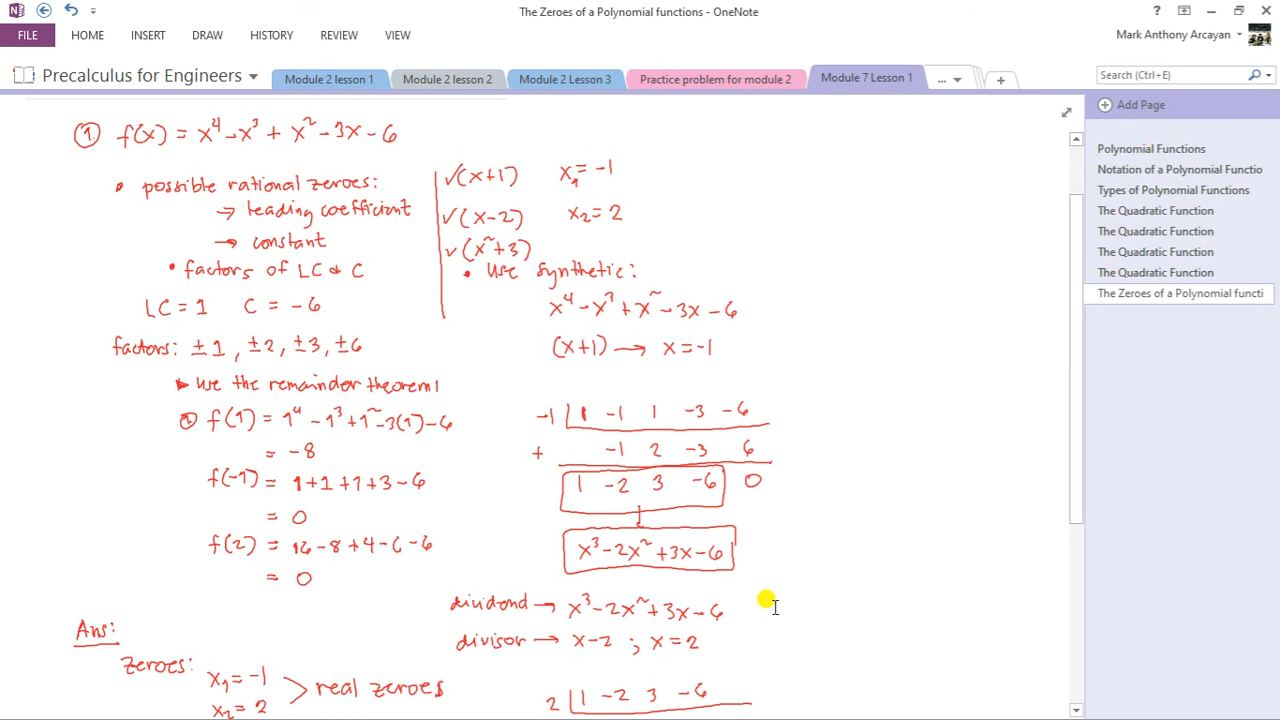 The Zeroes of a Polynomial functions - OneNote
FILE HOME INSERT DRAW HISTORY REVIEW VIEW
Mark Anthony Arcayan
Precalculus for Engineers
Module 2 lesson 1
Module 2 lesson 2
Module 2 Lesson 3
Practice problem for module 2
Module 7 Lesson 1
...
Search (Ctrl+E)
Add Page
Polynomial Functions
Notation of a Polynomial Functio
Types of Polynomial Functions
The Quadratic Function
The Quadratic Function
The Quadratic Function
The Quadratic Function
The Zeroes of a Polynomial functi
① f(x) = x⁴ - x³ + x² - 3x - 6
• possible rational zeroes:
→ leading coefficient
→ constant
• factors of LC & C
LC = 1 C = -6
factors: ±1, ±2, ±3, ±6
▸ use the remainder theorem
f(1) = 1⁴ - 1³ + 1² - 3(1) - 6
= -8
f(-1) = 1+1+1+3-6
= 0
f(2) = 16-8+4-6-6
= 0
Ans:
zeroes:
x₁ = -1
x₂ = 2
> real zeroes
✓(x+1) x₁ = -1
✓(x-2) x₂ = 2
✓(x²+3)
• Use synthetic:
x⁴ - x³ + x² - 3x - 6
(x+1) → x = -1
-1 | 1 -1 1 -3 -6
+ -1 2 -3 6
1 -2 3 -6 0
x³ - 2x² + 3x - 6
dividend → x³ - 2x² + 3x - 6
divisor → x-2 ; x = 2
2 | 1 -2 3 -6